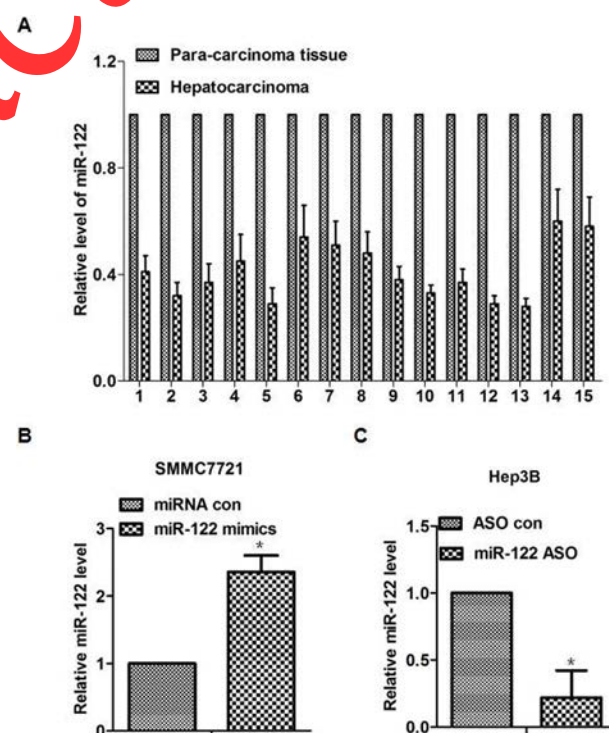 A
Para-carcinoma tissue
Hepatocarcinoma
Relative level of miR-122
1.2
0.8
0.4
0.0
1 2 3 4 5 6 7 8 9 10 11 12 13 14 15
B
SMMC7721
miRNA con
miR-122 mimics
Relative miR-122 level
3
2
1
0
*
C
Hep3B
ASO con
miR-122 ASO
Relative miR-122 level
1.5
1.0
0.5
0.0
*